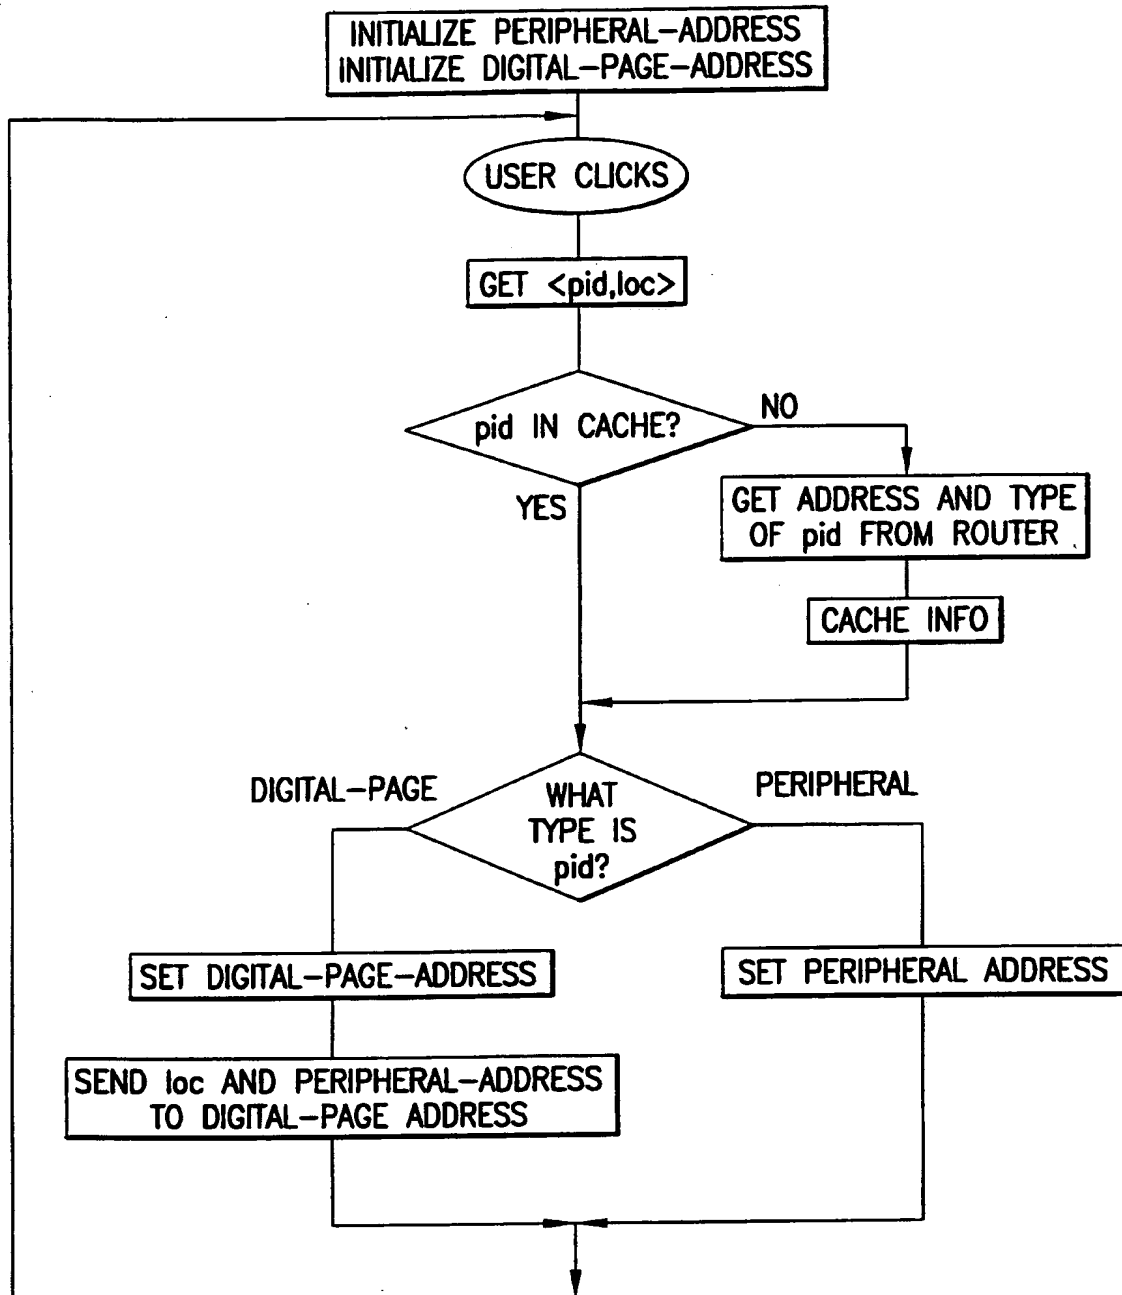 INITIALIZE PERIPHERAL-ADDRESS
INITIALIZE DIGITAL-PAGE-ADDRESS
USER CLICKS
GET <pid,loc>
pid IN CACHE?
NO
YES
GET ADDRESS AND TYPE
OF pid FROM ROUTER
CACHE INFO
DIGITAL-PAGE
WHAT
TYPE IS
pid?
PERIPHERAL
SET DIGITAL-PAGE-ADDRESS
SET PERIPHERAL ADDRESS
SEND loc AND PERIPHERAL-ADDRESS
TO DIGITAL-PAGE ADDRESS